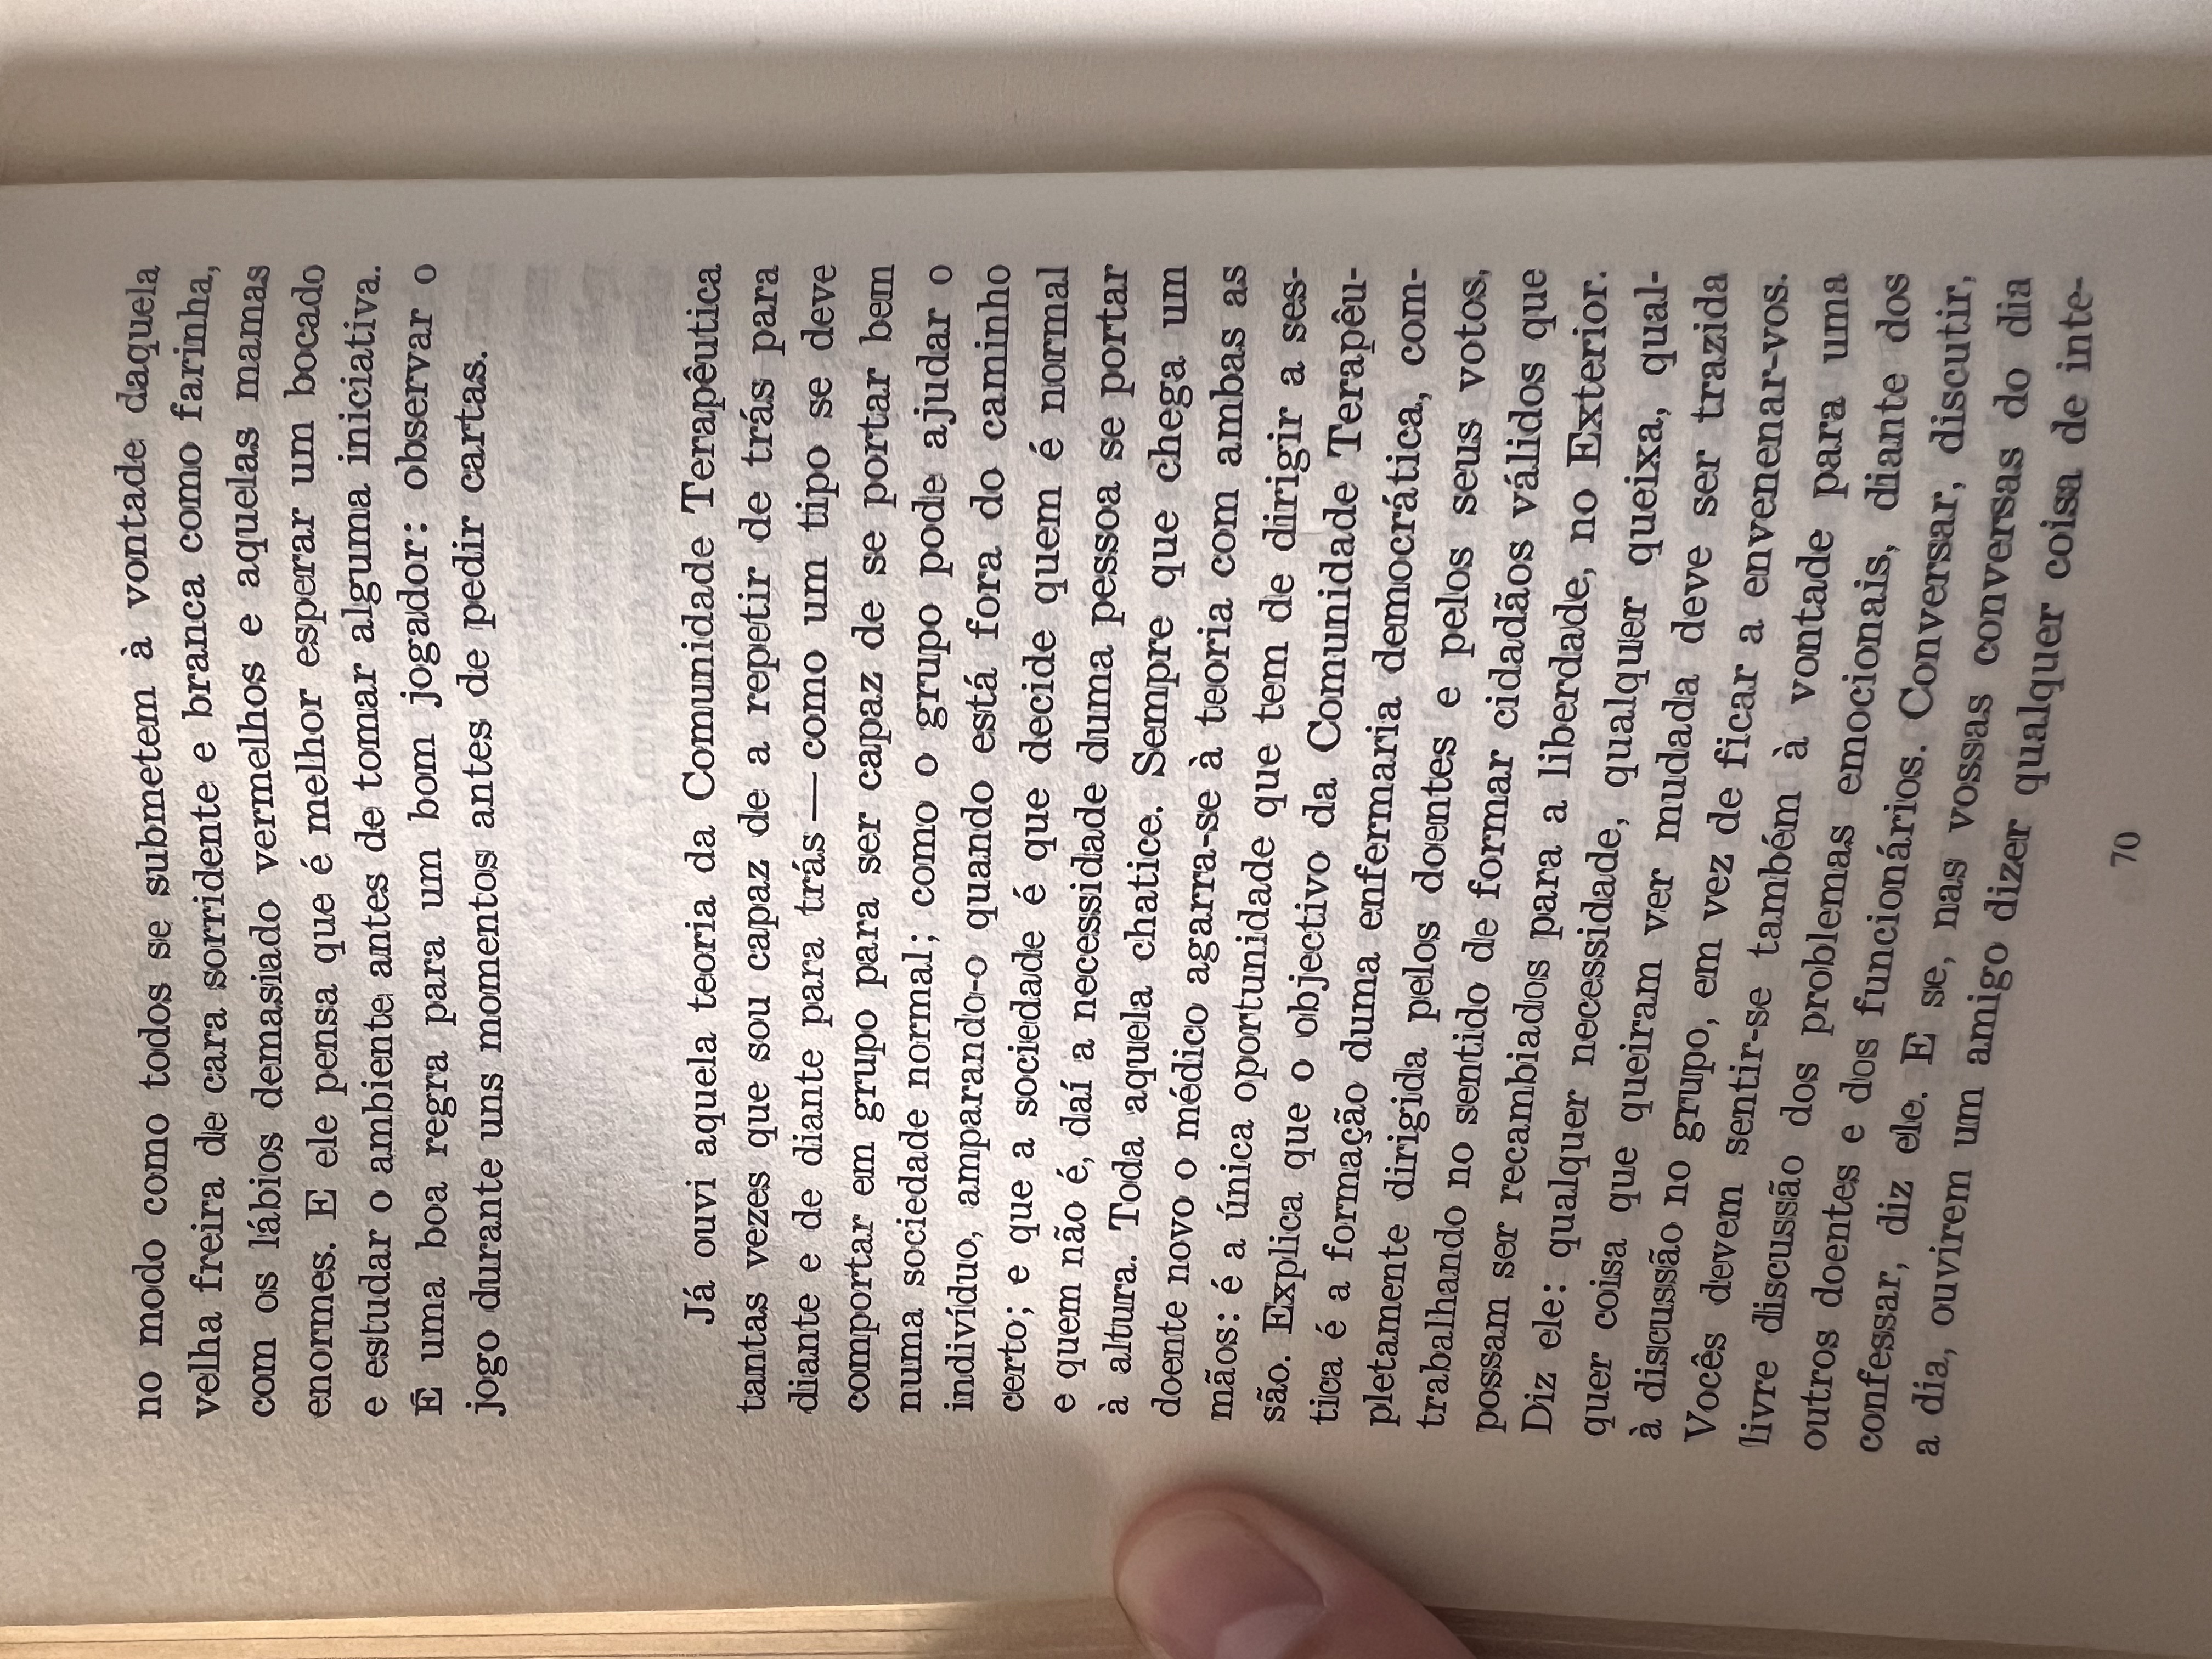 no modo como todos se submetem à vontade daquela
velha freira de cara sorridente e branca como farinha,
com os lábios demasiado vermelhos e aquelas mamas
enormes. E ele pensa que é melhor esperar um bocado
e estudar o ambiente antes de tomar alguma iniciativa.
É uma boa regra para um bom jogador: observar o
jogo durante uns momentos antes de pedir cartas.
Já ouvi aquela teoria da Comunidade Terapêutica
tantas vezes que sou capaz de a repetir de trás para
diante e de diante para trás — como um tipo se deve
comportar em grupo para ser capaz de se portar bem
numa sociedade normal; como o grupo pode ajudar o
indivíduo, amparando-o quando está fora do caminho
certo; e que a sociedade é que decide quem é normal
e quem não é, daí a necessidade duma pessoa se portar
à altura. Toda aquela chatice. Sempre que chega um
doente novo o médico agarra-se à teoria com ambas as
mãos: é a única oportunidade que tem de dirigir a ses-
são. Explica que o objectivo da Comunidade Terapêu-
tica é a formação duma enfermaria democrática, com-
pletamente dirigida pelos doentes e pelos seus votos,
trabalhando no sentido de formar cidadãos válidos que
possam ser recambiados para a liberdade, no Exterior.
Diz ele: qualquer necessidade, qualquer queixa, qual-
quer coisa que queiram ver mudada deve ser trazida
à discussão no grupo, em vez de ficar a envenenar-vos.
Vocês devem sentir-se também à vontade para uma
livre discussão dos problemas emocionais, diante dos
outros doentes e dos funcionários. Conversar, discutir,
confessar, diz ele. E se, nas vossas conversas do dia
a dia, ouvirem um amigo dizer qualquer coisa de inte-
70